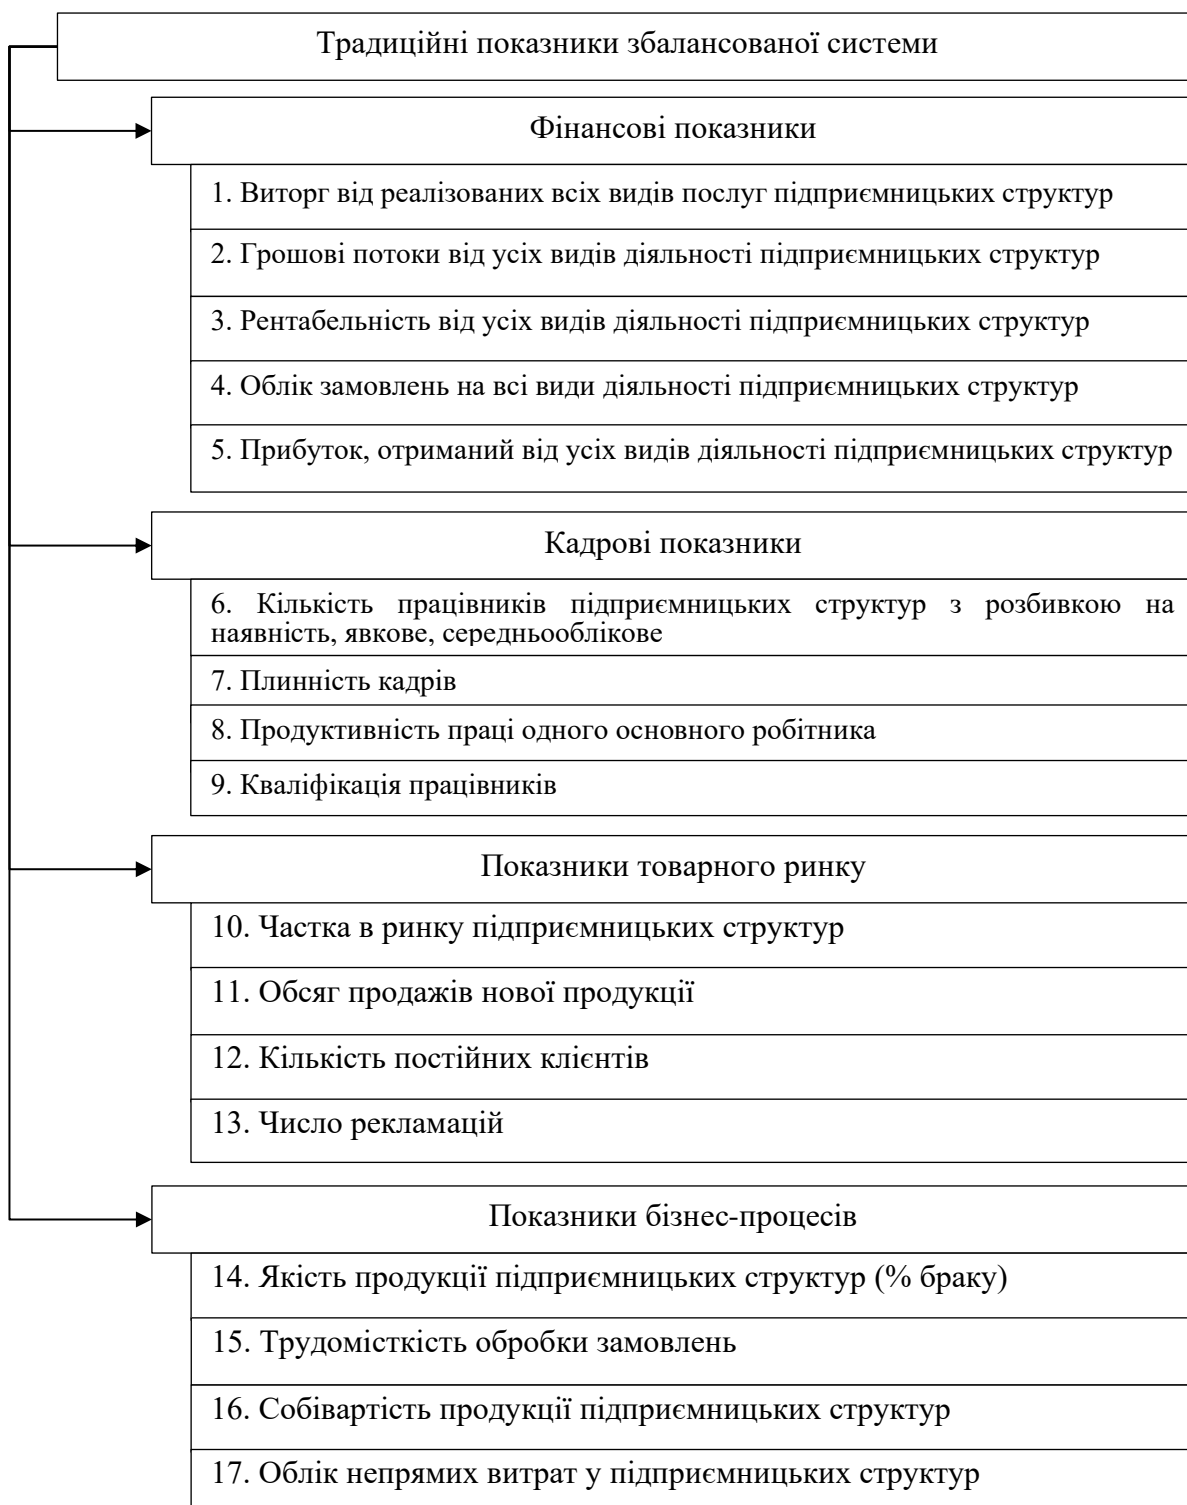 Традиційні показники збалансованої системи
Фінансові показники
1. Виторг від реалізованих всіх видів послуг підприємницьких структур
2. Грошові потоки від усіх видів діяльності підприємницьких структур
3. Рентабельність від усіх видів діяльності підприємницьких структур
4. Облік замовлень на всі види діяльності підприємницьких структур
5. Прибуток, отриманий від усіх видів діяльності підприємницьких структур
Кадрові показники
6. Кількість працівників підприємницьких структур з розбивкою на
наявність, явкове, середньооблікове
7. Плинність кадрів
8. Продуктивність праці одного основного робітника
9. Кваліфікація працівників
Показники товарного ринку
10. Частка в ринку підприємницьких структур
11. Обсяг продажів нової продукції
12. Кількість постійних клієнтів
13. Число рекламацій
Показники бізнес-процесів
14. Якість продукції підприємницьких структур (% браку)
15. Трудомісткість обробки замовлень
16. Собівартість продукції підприємницьких структур
17. Облік непрямих витрат у підприємницьких структур